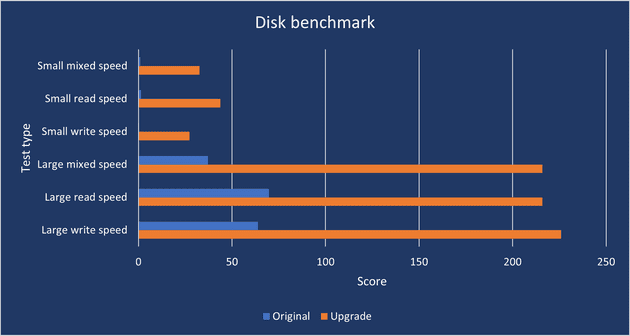 Disk benchmark
Test type
Small mixed speed
Small read speed
Small write speed
Large mixed speed
Large read speed
Large write speed
0 50 100 150 200 250
Score
Original Upgrade